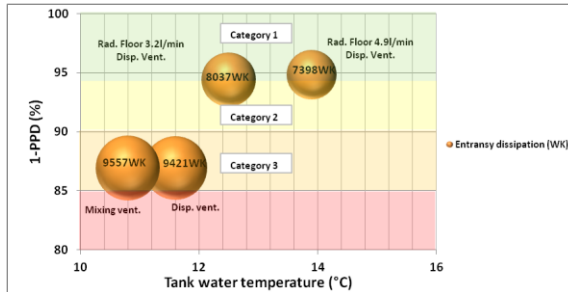 100
95
90
85
80
1-PPD (%)
Category 1
Rad. Floor 3.2l/min
Disp. Vent.
Rad. Floor 4.9l/min
Disp. Vent.
8037WK
7398WK
Category 2
Entransy dissipation (WK)
9557WK
9421WK
Category 3
Mixing vent.
Disp. vent.
10
12
14
16
Tank water temperature (°C)